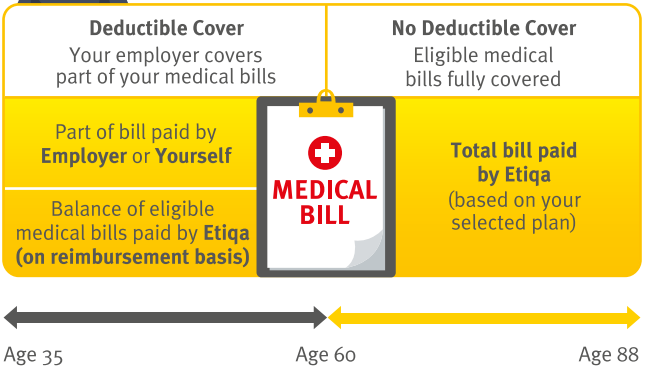 Deductible Cover
Your employer covers
part of your medical bills
No Deductible Cover
Eligible medical
bills fully covered
Part of bill paid by
Employer or Yourself
Balance of eligible
medical bills paid by Etiqa
(on reimbursement basis)
MEDICAL
BILL
Total bill paid
by Etiqa
(based on your
selected plan)
Age 35
Age 60
Age 88